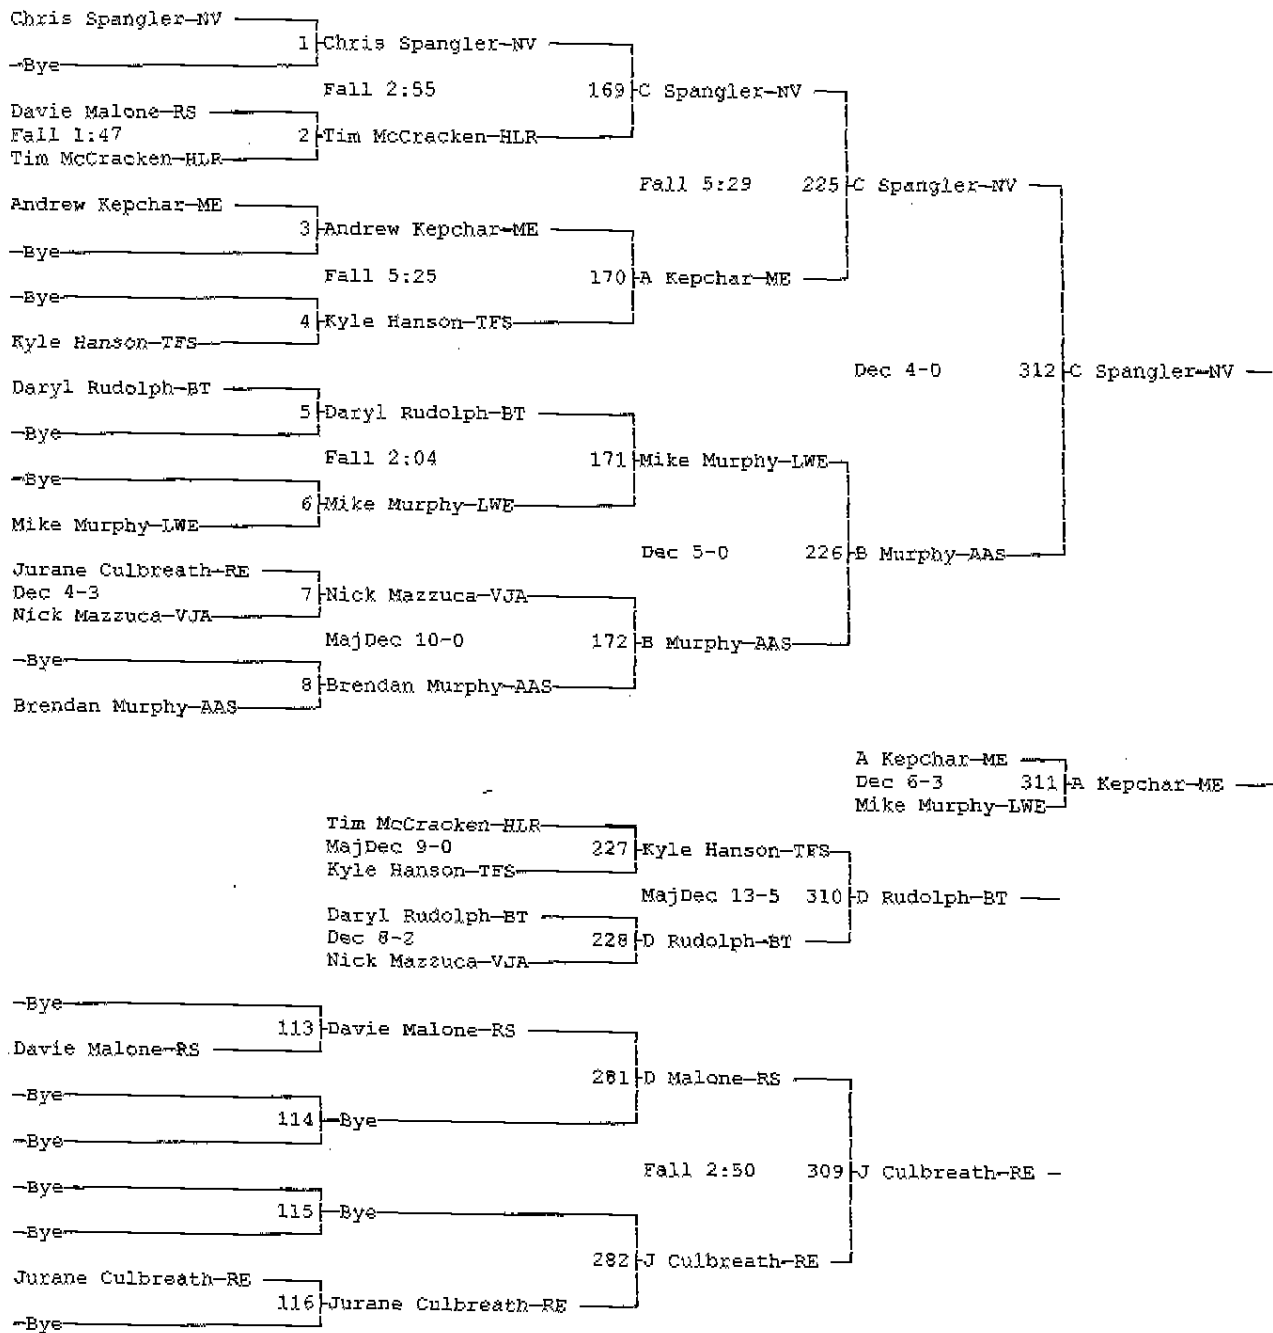 Chris Spangler-NV
1 Chris Spangler-NV
-Bye
Fall 2:55 169 C Spangler-NV
Davie Malone-RS
Fall 1:47 2 Tim McCracken-HLR
Tim McCracken-HLR
Fall 5:29 225 C Spangler-NV
Andrew Kepchar-ME
3 Andrew Kepchar-ME
-Bye
Fall 5:25 170 A Kepchar-ME
-Bye
4 Kyle Hanson-TFS
Kyle Hanson-TFS
Dec 4-0 312 C Spangler-NV
Daryl Rudolph-BT
5 Daryl Rudolph-BT
-Bye
Fall 2:04 171 Mike Murphy-LWE
-Bye
6 Mike Murphy-LWE
Mike Murphy-LWE
Dec 5-0 226 B Murphy-AAS
Jurane Culbreath-RE
Dec 4-3 7 Nick Mazzuca-VJA
Nick Mazzuca-VJA
MajDec 10-0 172 B Murphy-AAS
-Bye
8 Brendan Murphy-AAS
Brendan Murphy-AAS
A Kepchar-ME
Dec 6-3 311 A Kepchar-ME
Mike Murphy-LWE
Tim McCracken-HLR
MajDec 9-0 227 Kyle Hanson-TFS
Kyle Hanson-TFS
MajDec 13-5 310 D Rudolph-BT
Daryl Rudolph-BT
Dec 8-2 228 D Rudolph-BT
Nick Mazzuca-VJA
-Bye
113 Davie Malone-RS
Davie Malone-RS
281 D Malone-RS
-Bye
114 -Bye
-Bye
Fall 2:50 309 J Culbreath-RE
-Bye
115 -Bye
-Bye
282 J Culbreath-RE
Jurane Culbreath-RE
116 Jurane Culbreath-RE
-Bye